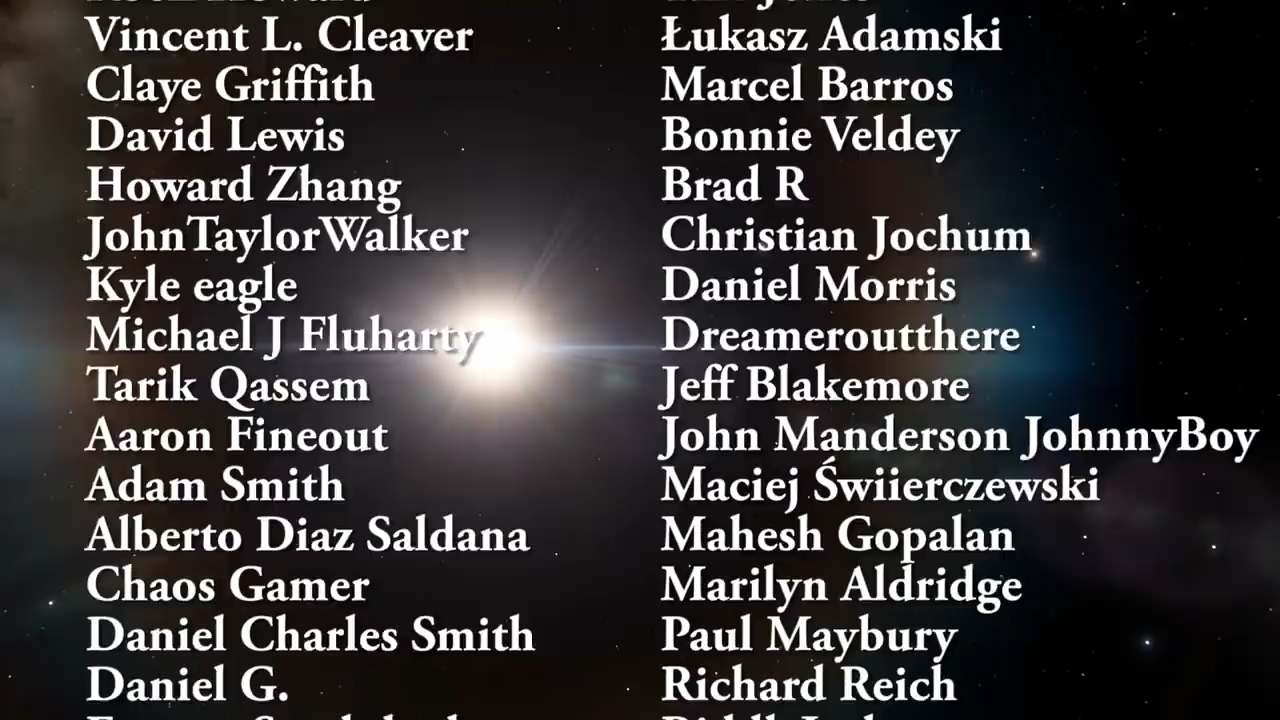 Vincent L. Cleaver
Claye Griffith
David Lewis
Howard Zhang
JohnTaylorWalker
Kyle eagle
Michael J Fluharty
Tarik Qassem
Aaron Fineout
Adam Smith
Alberto Diaz Saldana
Chaos Gamer
Daniel Charles Smith
Daniel G.
Łukasz Adamski
Marcel Barros
Bonnie Veldey
Brad R
Christian Jochum
Daniel Morris
Dreameroutthere
Jeff Blakemore
John Manderson JohnnyBoy
Maciej Świierczewski
Mahesh Gopalan
Marilyn Aldridge
Paul Maybury
Richard Reich